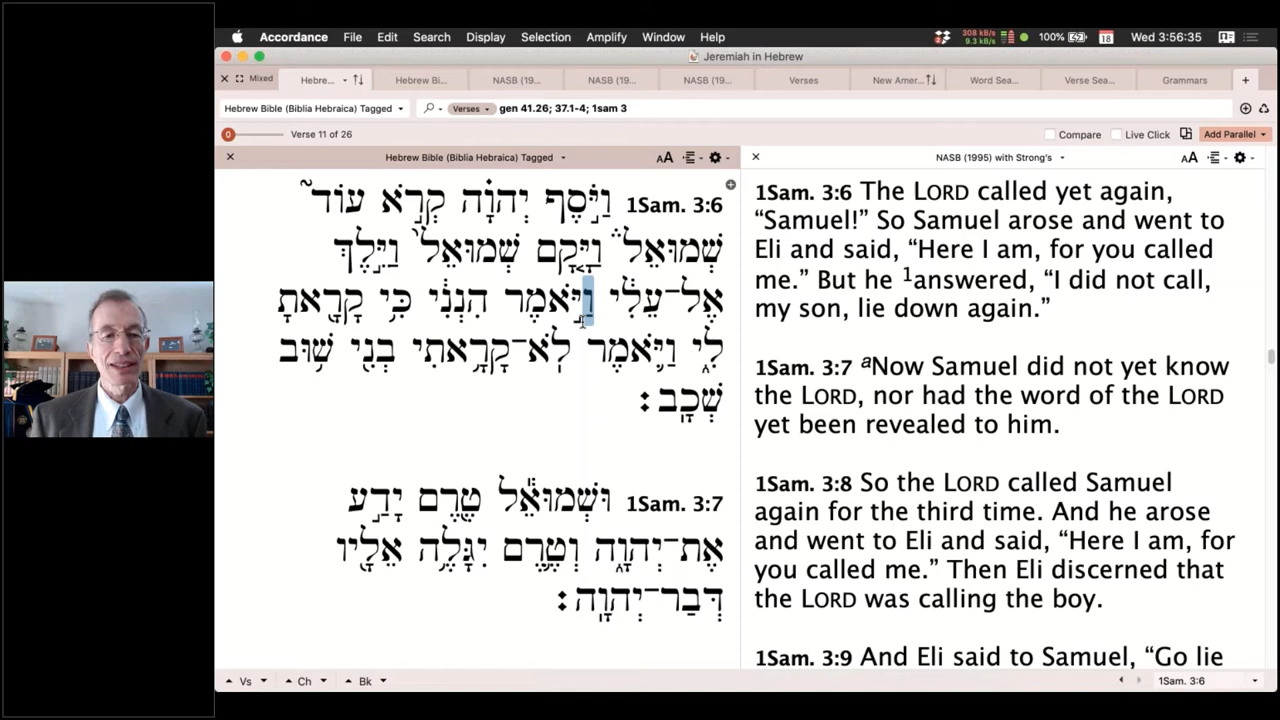 Accordance File Edit Search Display Selection Amplify Window Help 308 kB/s 9.3 kB/s 100% 18 Wed 3:56:35
Jeremiah in Hebrew
Mixed Hebre... Hebrew Bi... NASB (19... NASB (19... NASB (19... Verses New Amer... Word Sea... Verse Sea... Grammars +
Hebrew Bible (Biblia Hebraica) Tagged Verses gen 41.26; 37.1-4; 1sam 3
0 Verse 11 of 26 Compare Live Click Add Parallel
Hebrew Bible (Biblia Hebraica) Tagged AA
1Sam. 3:6 וַיֹּ֣סֶף יְהוָ֗ה קְרֹ֣א עוֹד֮
שְׁמוּאֵל֒ וַיָּ֤קָם שְׁמוּאֵל֙ וַיֵּ֣לֶךְ
אֶל־עֵלִ֔י וַיֹּ֣אמֶר הִנְנִ֔י כִּ֥י קָרָ֖אתָ
לִ֑י וַיֹּ֛אמֶר לֹֽא־קָרָ֥אתִי בְנִ֖י שׁ֥וּב
שְׁכָֽב׃
1Sam. 3:7 וּשְׁמוּאֵ֕ל טֶ֖רֶם יָדַ֣ע
אֶת־יְהוָ֑ה וְטֶ֛רֶם יִגָּלֶ֥ה אֵלָ֖יו
דְּבַר־יְהוָֽה׃
NASB (1995) with Strong's AA
1Sam. 3:6 The LORD called yet again,
“Samuel!” So Samuel arose and went to
Eli and said, “Here I am, for you called
me.” But he 1answered, “I did not call,
my son, lie down again.”
1Sam. 3:7 aNow Samuel did not yet know
the LORD, nor had the word of the LORD
yet been revealed to him.
1Sam. 3:8 So the LORD called Samuel
again for the third time. And he arose
and went to Eli and said, “Here I am, for
you called me.” Then Eli discerned that
the LORD was calling the boy.
1Sam. 3:9 And Eli said to Samuel, “Go lie
Vs Ch Bk 1Sam. 3:6